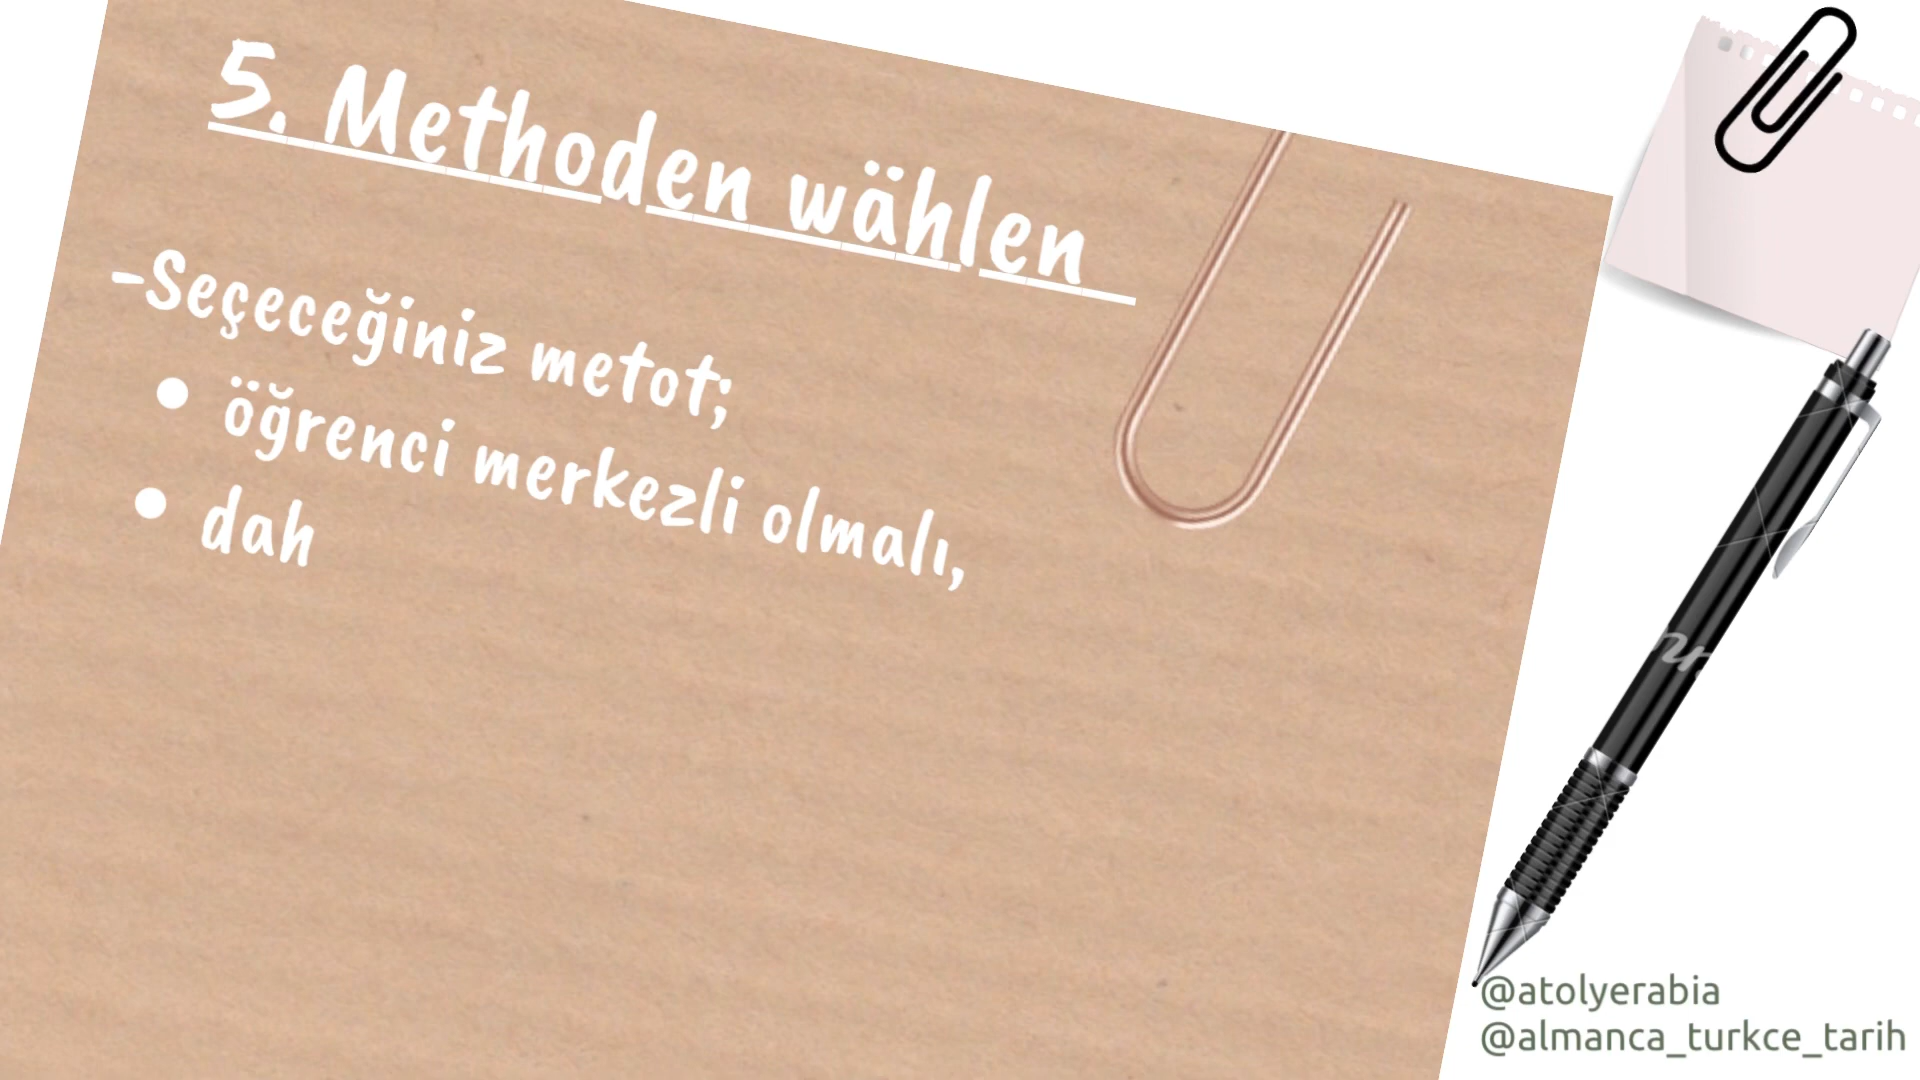 5. Methoden wählen
-Seçeceğiniz metot;
• öğrenci merkezli olmalı,
• dah
@atolyerabia
@almanca_turkce_tarih